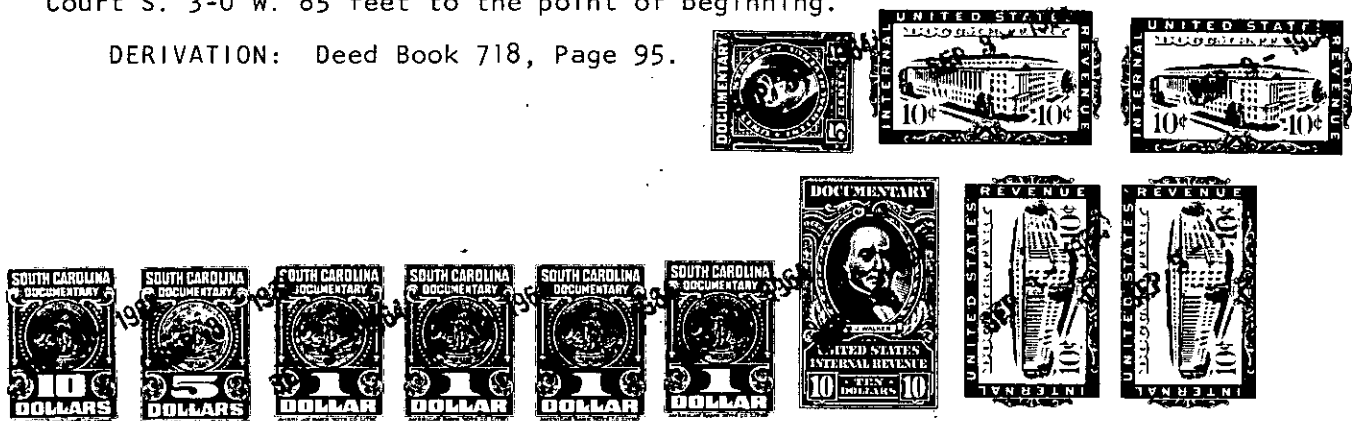 Court S. 3-0 W. 85 feet to the point of beginning.
DERIVATION: Deed Book 718, Page 95.
DOCUMENTARY
UNITED STATES
INTERNAL
REVENUE
10¢ 10¢
UNITED STATES
INTERNAL
REVENUE
10¢ 10¢
DOCUMENTARY
WALKER
UNITED STATES
INTERNAL REVENUE
10 TEN DOLLARS 10
REVENUE
UNITED STATES
INTERNAL
10¢ 10¢
SEP
REVENUE
UNITED STATES
INTERNAL
10¢ 10¢
SOUTH CAROLINA
DOCUMENTARY
10
DOLLARS
SOUTH CAROLINA
DOCUMENTARY
5
DOLLARS
SOUTH CAROLINA
DOCUMENTARY
1
DOLLAR
SOUTH CAROLINA
DOCUMENTARY
1
DOLLAR
SOUTH CAROLINA
DOCUMENTARY
1
DOLLAR
SOUTH CAROLINA
DOCUMENTARY
1
DOLLAR
1964